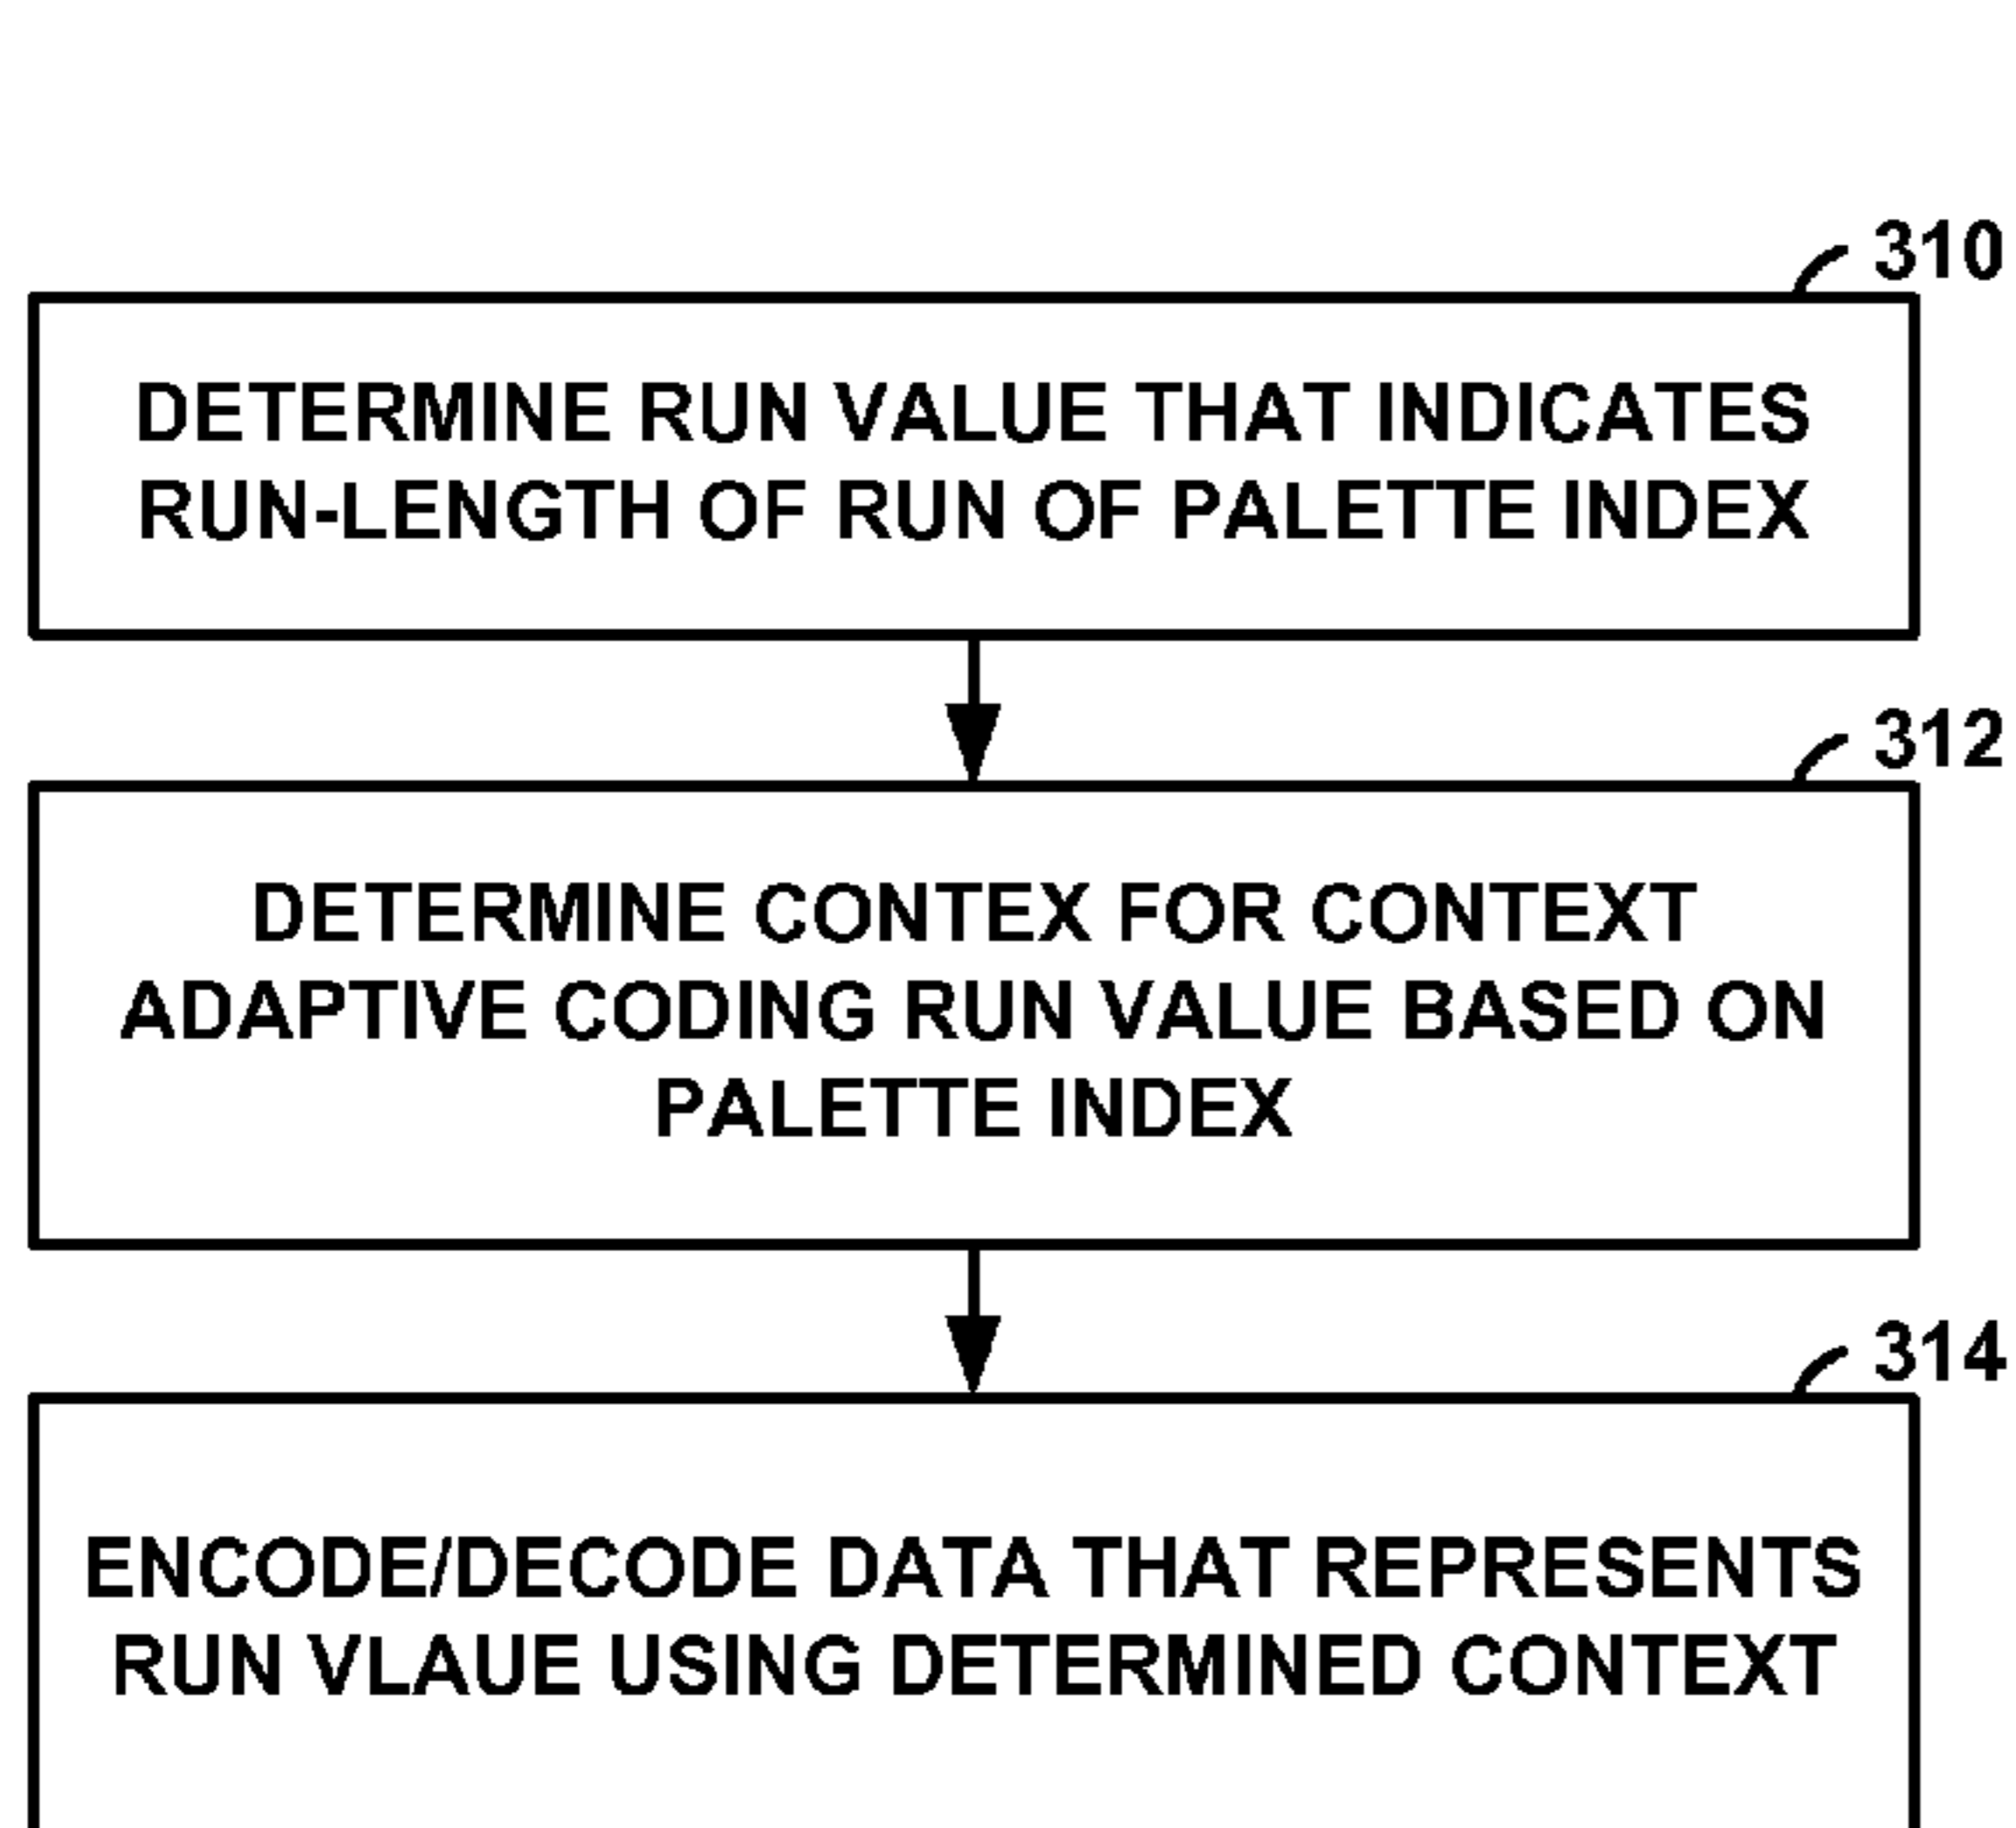 310
DETERMINE RUN VALUE THAT INDICATES
RUN-LENGTH OF RUN OF PALETTE INDEX
312
DETERMINE CONTEX FOR CONTEXT
ADAPTIVE CODING RUN VALUE BASED ON
PALETTE INDEX
314
ENCODE/DECODE DATA THAT REPRESENTS
RUN VLAUE USING DETERMINED CONTEXT